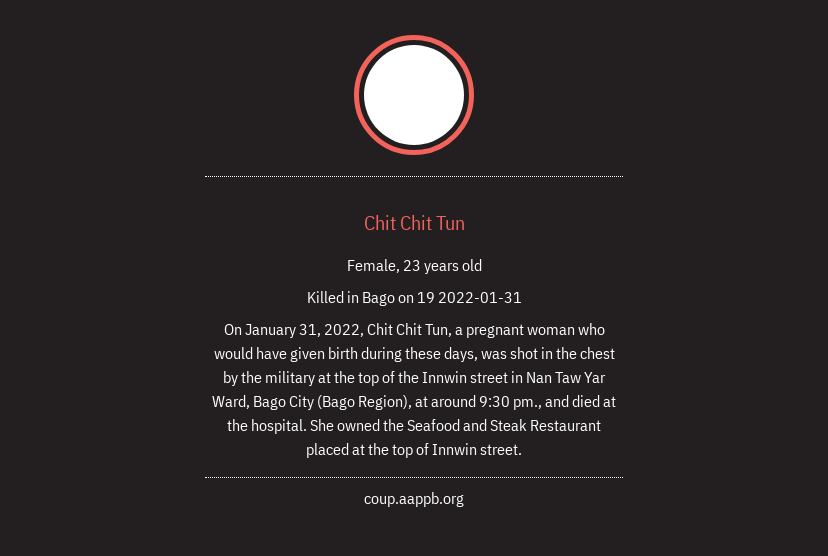 Chit Chit Tun
Female, 23 years old
Killed in Bago on 19 2022-01-31
On January 31, 2022, Chit Chit Tun, a pregnant woman who
would have given birth during these days, was shot in the chest
by the military at the top of the Innwin street in Nan Taw Yar
Ward, Bago City (Bago Region), at around 9:30 pm., and died at
the hospital. She owned the Seafood and Steak Restaurant
placed at the top of Innwin street.
coup.aappb.org